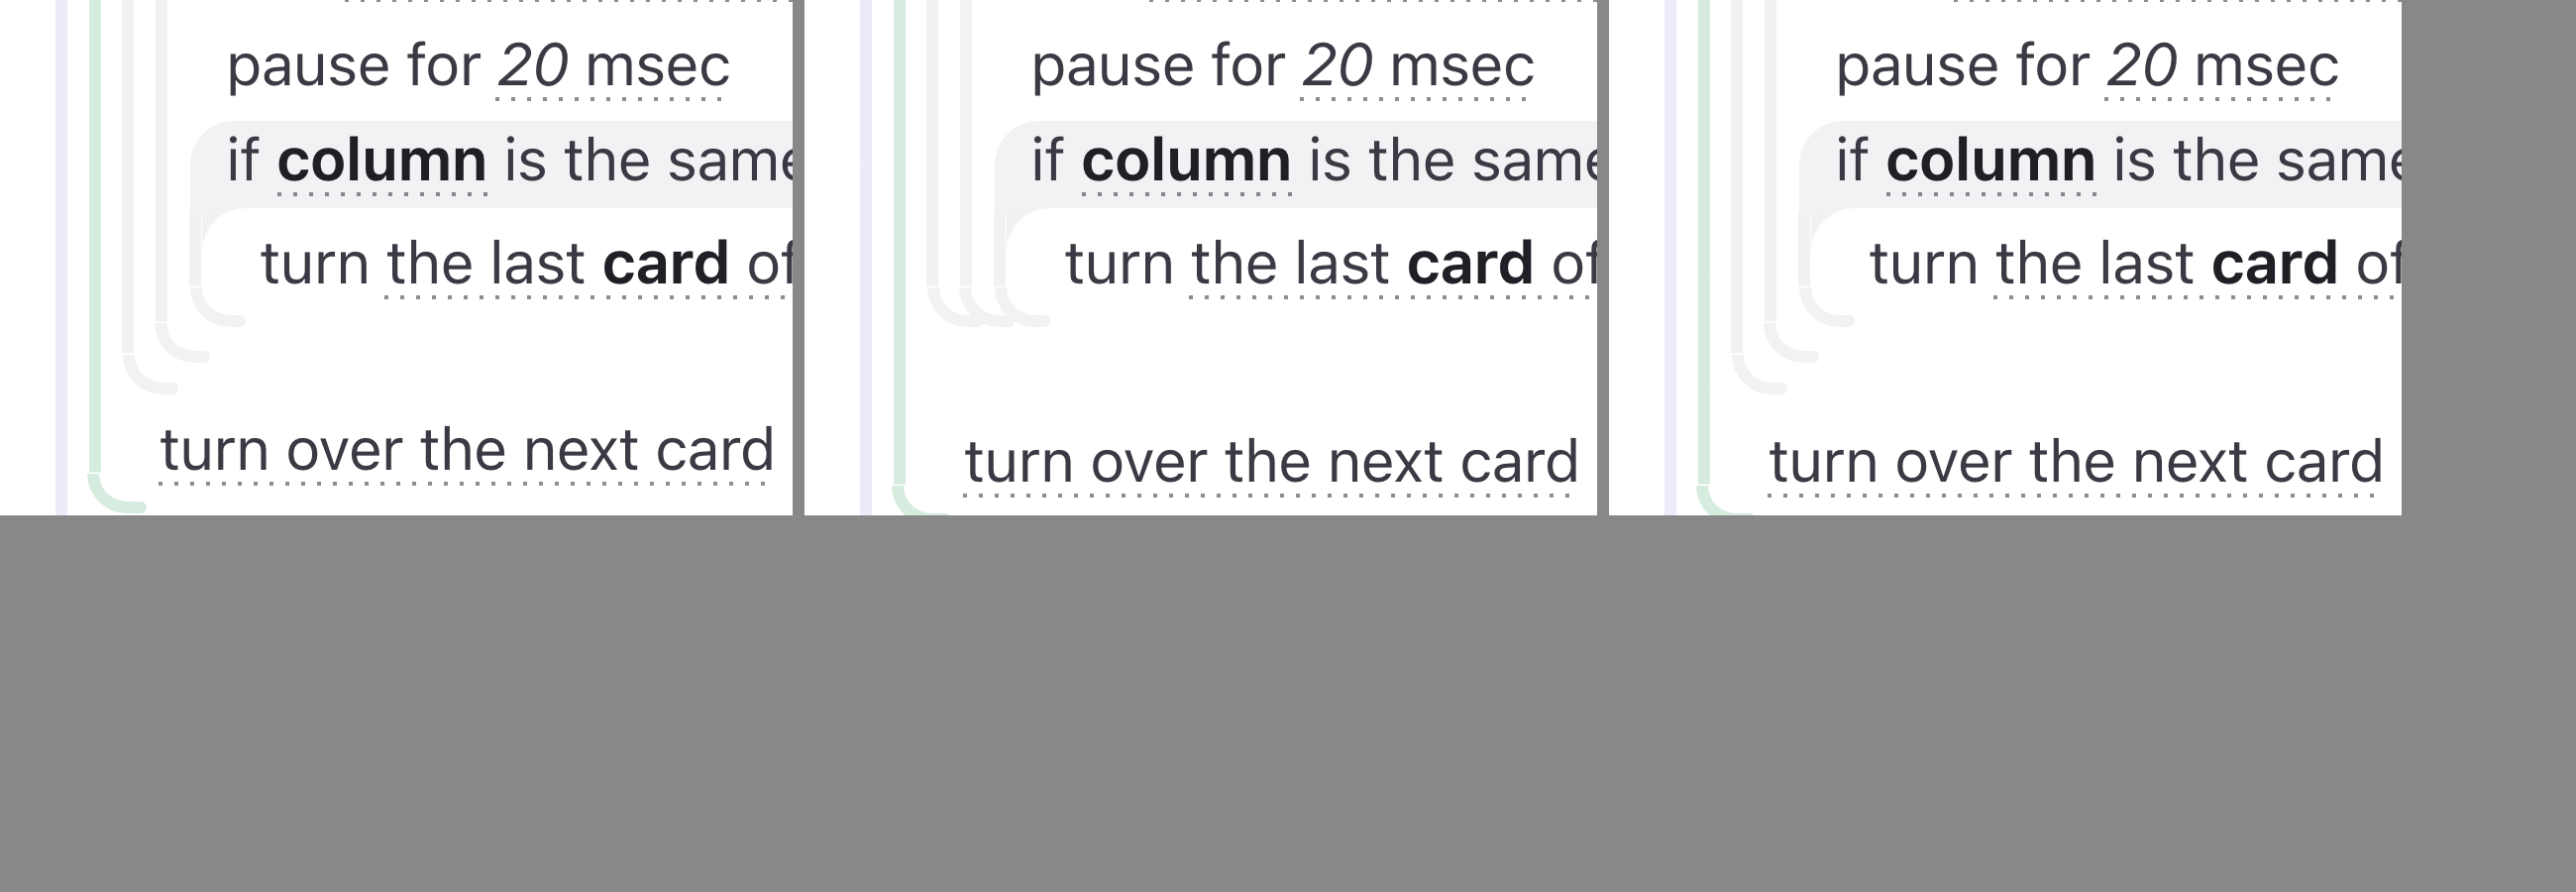 pause for 20 msec
if column is the same
turn the last card of
turn over the next card
pause for 20 msec
if column is the same
turn the last card of
turn over the next card
pause for 20 msec
if column is the same
turn the last card of
turn over the next card